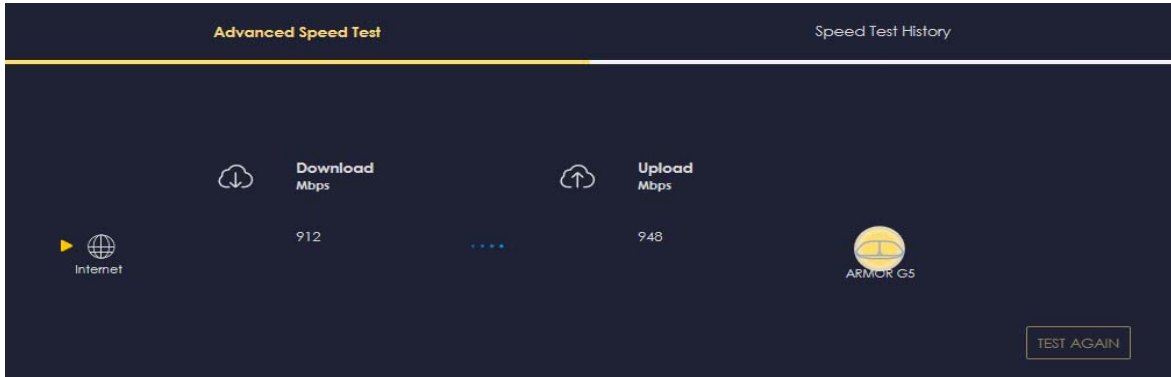 Advanced Speed Test
Speed Test History
Download
Mbps
Upload
Mbps
912
948
Internet
ARMOR G5
TEST AGAIN